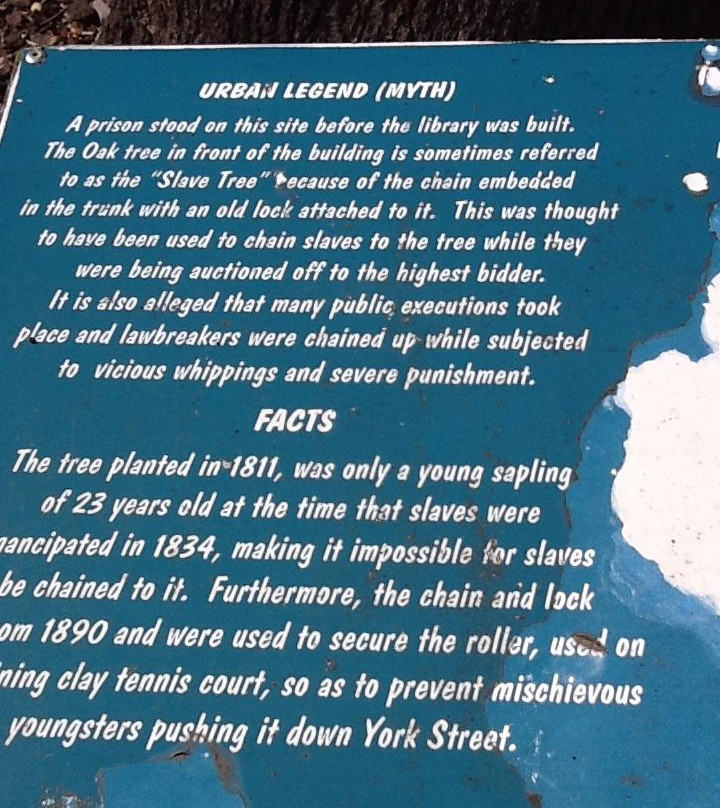 URBAN LEGEND (MYTH)
A prison stood on this site before the library was built.
The Oak tree in front of the building is sometimes referred
to as the "Slave Tree" because of the chain embedded
in the trunk with an old lock attached to it. This was thought
to have been used to chain slaves to the tree while they
were being auctioned off to the highest bidder.
It is also alleged that many public executions took
place and lawbreakers were chained up while subjected
to vicious whippings and severe punishment.
FACTS
The tree planted in 1811, was only a young sapling
of 23 years old at the time that slaves were
mancipated in 1834, making it impossible for slaves
be chained to it. Furthermore, the chain and lock
om 1890 and were used to secure the roller, used on
ning clay tennis court, so as to prevent mischievous
youngsters pushing it down York Street.